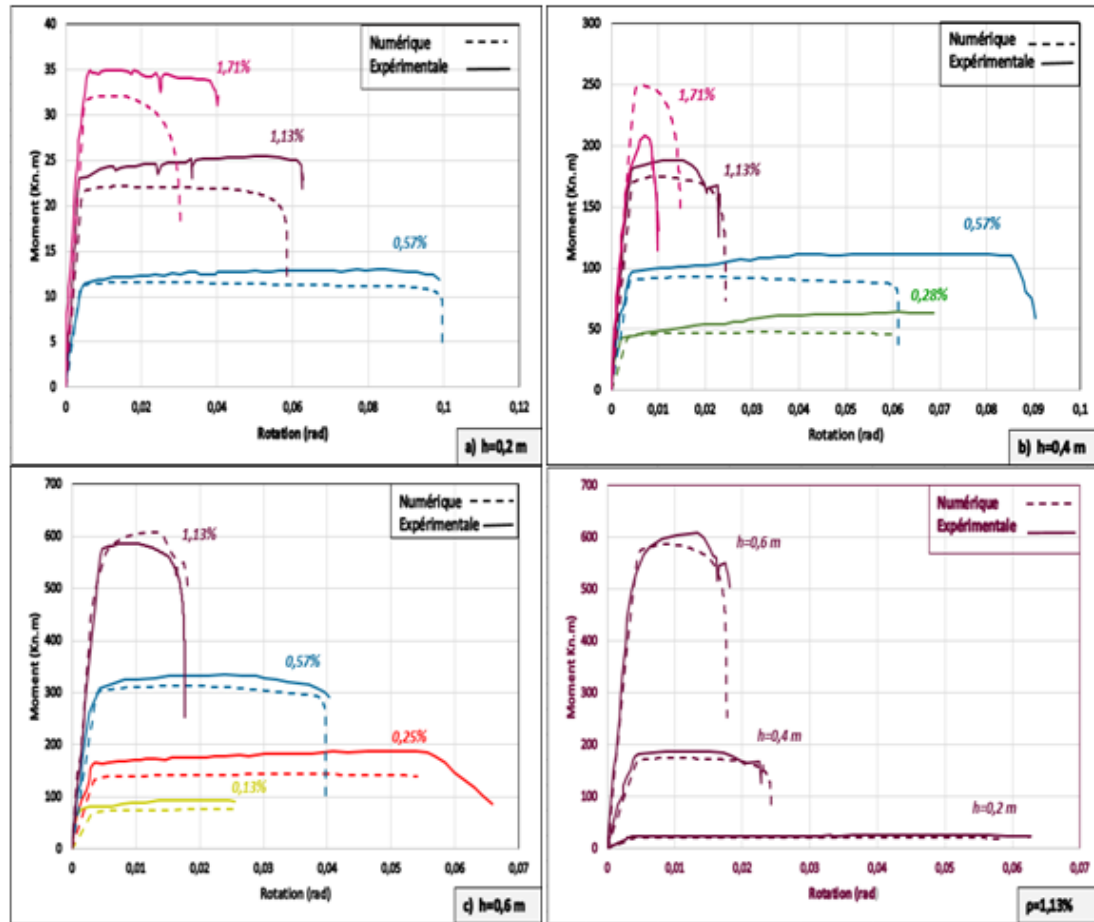 40
35
30
25
20
15
10
5
0
Moment (Kn.m)
Numérique
Expérimentale
1,71%
1,13%
0,57%
0 0,02 0,04 0,06 0,08 0,1 0,12
Rotation (rad)
a) h=0,2 m
300
250
200
150
100
50
0
Moment (Kn.m)
Numérique
Expérimentale
1,71%
1,13%
0,57%
0,28%
0 0,01 0,02 0,03 0,04 0,05 0,06 0,07 0,08 0,09 0,1
Rotation (rad)
b) h=0,4 m
700
600
500
400
300
200
100
0
Moment (Kn.m)
Numérique
Expérimentale
1,13%
0,57%
0,25%
0,13%
0 0,01 0,02 0,03 0,04 0,05 0,06 0,07
Rotation (rad)
c) h=0,6 m
700
600
500
400
300
200
100
0
Moment Kn.m)
Numérique
Expérimentale
h=0,6 m
h=0,4 m
h=0,2 m
0 0,01 0,02 0,03 0,04 0,05 0,06 0,07
Rotation (rad)
ρ=1,13%